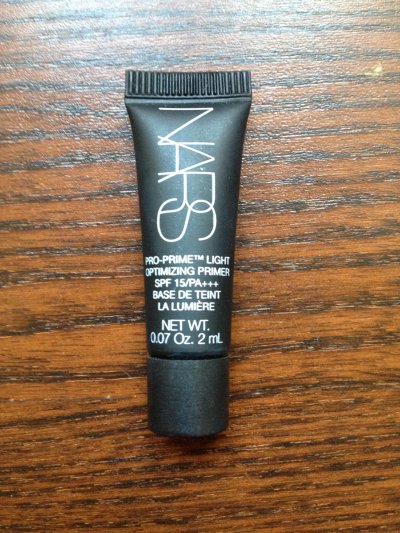 NARS
PRO-PRIME™ LIGHT
OPTIMIZING PRIMER
SPF 15/PA+++
BASE DE TEINT
LA LUMIÈRE
NET WT.
0.07 Oz. 2 mL